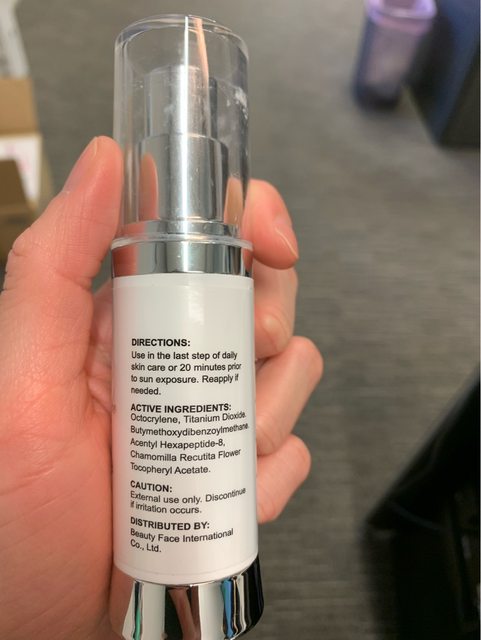 DIRECTIONS:
Use in the last step of daily
skin care or 20 minutes prior
to sun exposure. Reapply if
needed.
ACTIVE INGREDIENTS:
Octocrylene, Titanium Dioxide.
Butymethoxydibenzoylmethane.
Acentyl Hexapeptide-8,
Chamomilla Recutita Flower
Tocopheryl Acetate.
CAUTION:
External use only. Discontinue
if irritation occurs.
DISTRIBUTED BY:
Beauty Face International
Co., Ltd.